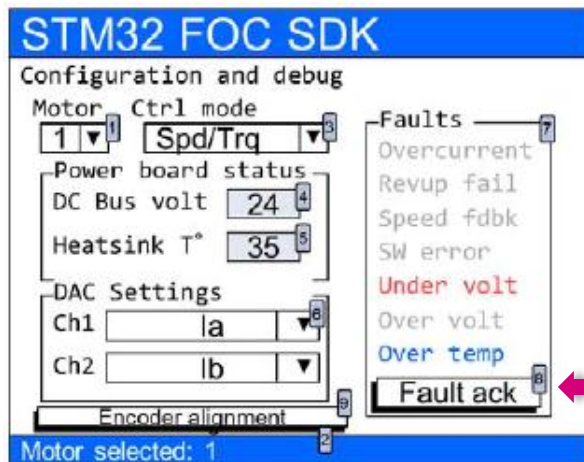 STM32 FOC SDK
Configuration and debug
Motor Ctrl mode
1 1 Spd/Trq 3
Power board status
DC Bus volt 24 4
Heatsink T° 35 5
DAC Settings
Ch1 Ia 6
Ch2 Ib
Encoder alignment 9
Faults 7
Overcurrent
Revup fail
Speed fdbk
SW error
Under volt
Over volt
Over temp
Fault ack 8
Motor selected: 1 2